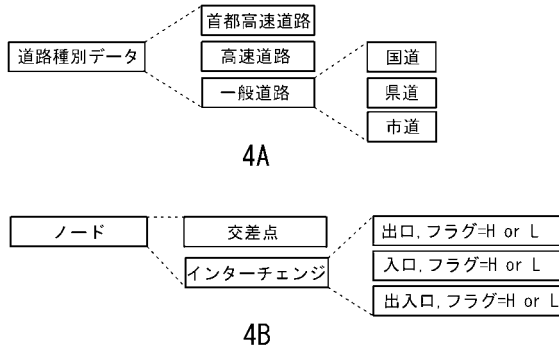 首都高速道路
道路種別データ
高速道路
国道
一般道路
県道
市道
4A
ノード
交差点
出口,フラグ=H or L
インターチェンジ
入口,フラグ=H or L
出入口,フラグ=H or L
4B